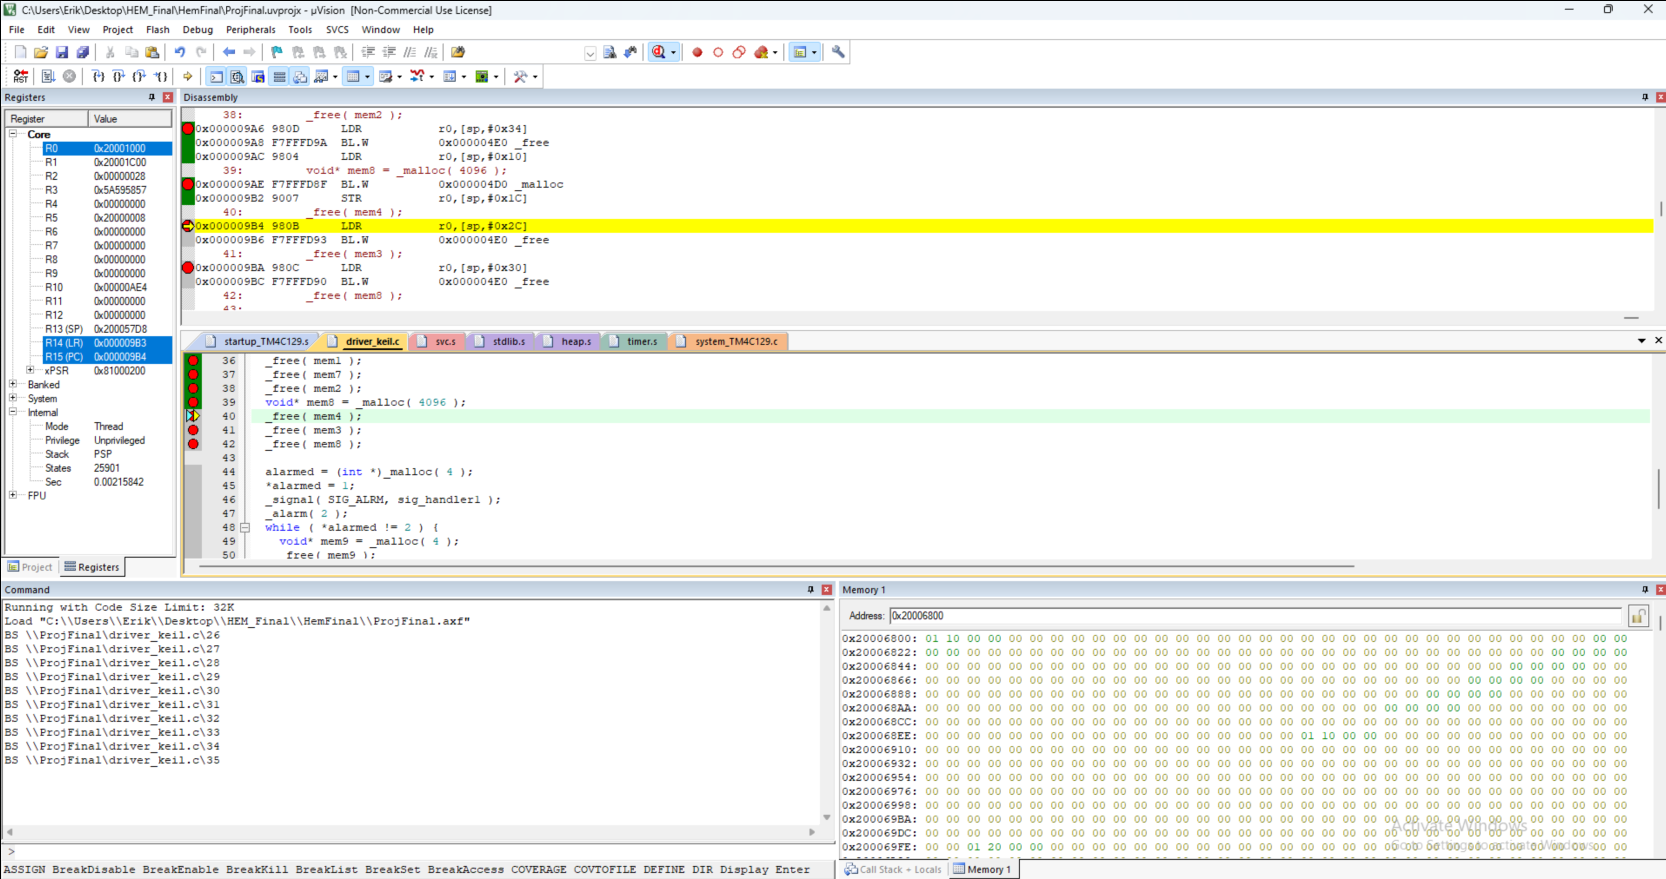 C:\Users\Erik\Desktop\HEM_Final\HemFinal\ProjFinal.uvprojx - µVision [Non-Commercial Use License]
File Edit View Project Flash Debug Peripherals Tools SVCS Window Help
RST
Registers
Register Value
Core
R0 0x20001000
R1 0x20001C00
R2 0x00000028
R3 0x5A595857
R4 0x00000000
R5 0x20000008
R6 0x00000000
R7 0x00000000
R8 0x00000000
R9 0x00000000
R10 0x00000AE4
R11 0x00000000
R12 0x00000000
R13 (SP) 0x200057D8
R14 (LR) 0x000009B3
R15 (PC) 0x000009B4
xPSR 0x81000200
Banked
System
Internal
Mode Thread
Privilege Unprivileged
Stack PSP
States 25901
Sec 0.00215842
FPU
Project Registers
Disassembly
38: _free( mem2 );
0x000009A6 980D LDR r0,[sp,#0x34]
0x000009A8 F7FFFD9A BL.W 0x000004E0 _free
0x000009AC 9804 LDR r0,[sp,#0x10]
39: void* mem8 = _malloc( 4096 );
0x000009AE F7FFFD8F BL.W 0x000004D0 _malloc
0x000009B2 9007 STR r0,[sp,#0x1C]
40: _free( mem4 );
0x000009B4 980B LDR r0,[sp,#0x2C]
0x000009B6 F7FFFD93 BL.W 0x000004E0 _free
41: _free( mem3 );
0x000009BA 980C LDR r0,[sp,#0x30]
0x000009BC F7FFFD90 BL.W 0x000004E0 _free
42: _free( mem8 );
43:
startup_TM4C129.s driver_keil.c svc.s stdlib.s heap.s timer.s system_TM4C129.c
36 _free( mem1 );
37 _free( mem7 );
38 _free( mem2 );
39 void* mem8 = _malloc( 4096 );
40 _free( mem4 );
41 _free( mem3 );
42 _free( mem8 );
43
44 alarmed = (int *)_malloc( 4 );
45 *alarmed = 1;
46 _signal( SIG_ALRM, sig_handler1 );
47 _alarm( 2 );
48 while ( *alarmed != 2 ) {
49 void* mem9 = _malloc( 4 );
50 _free( mem9 );
Command
Running with Code Size Limit: 32K
Load "C:\\Users\\Erik\\Desktop\\HEM_Final\\HemFinal\\ProjFinal.axf"
BS \\ProjFinal\driver_keil.c\26
BS \\ProjFinal\driver_keil.c\27
BS \\ProjFinal\driver_keil.c\28
BS \\ProjFinal\driver_keil.c\29
BS \\ProjFinal\driver_keil.c\30
BS \\ProjFinal\driver_keil.c\31
BS \\ProjFinal\driver_keil.c\32
BS \\ProjFinal\driver_keil.c\33
BS \\ProjFinal\driver_keil.c\34
BS \\ProjFinal\driver_keil.c\35
>
ASSIGN BreakDisable BreakEnable BreakKill BreakList BreakSet BreakAccess COVERAGE COVTOFILE DEFINE DIR Display Enter
Memory 1
Address: 0x20006800
0x20006800: 01 10 00 00 00 00 00 00 00 00 00 00 00 00 00 00 00 00 00 00 00 00 00 00 00 00 00 00 00 00 00 00 00 00
0x20006822: 00 00 00 00 00 00 00 00 00 00 00 00 00 00 00 00 00 00 00 00 00 00 00 00 00 00 00 00 00 00 00 00 00 00
0x20006844: 00 00 00 00 00 00 00 00 00 00 00 00 00 00 00 00 00 00 00 00 00 00 00 00 00 00 00 00 00 00 00 00 00 00
0x20006866: 00 00 00 00 00 00 00 00 00 00 00 00 00 00 00 00 00 00 00 00 00 00 00 00 00 00 00 00 00 00 00 00 00 00
0x20006888: 00 00 00 00 00 00 00 00 00 00 00 00 00 00 00 00 00 00 00 00 00 00 00 00 00 00 00 00 00 00 00 00 00 00
0x200068AA: 00 00 00 00 00 00 00 00 00 00 00 00 00 00 00 00 00 00 00 00 00 00 00 00 00 00 00 00 00 00 00 00 00 00
0x200068CC: 00 00 00 00 00 00 00 00 00 00 00 00 00 00 00 00 00 00 00 00 00 00 00 00 00 00 00 00 00 00 00 00 00 00
0x200068EE: 00 00 00 00 00 00 00 00 00 00 00 00 00 00 00 00 00 00 01 10 00 00 00 00 00 00 00 00 00 00 00 00 00 00
0x20006910: 00 00 00 00 00 00 00 00 00 00 00 00 00 00 00 00 00 00 00 00 00 00 00 00 00 00 00 00 00 00 00 00 00 00
0x20006932: 00 00 00 00 00 00 00 00 00 00 00 00 00 00 00 00 00 00 00 00 00 00 00 00 00 00 00 00 00 00 00 00 00 00
0x20006954: 00 00 00 00 00 00 00 00 00 00 00 00 00 00 00 00 00 00 00 00 00 00 00 00 00 00 00 00 00 00 00 00 00 00
0x20006976: 00 00 00 00 00 00 00 00 00 00 00 00 00 00 00 00 00 00 00 00 00 00 00 00 00 00 00 00 00 00 00 00 00 00
0x20006998: 00 00 00 00 00 00 00 00 00 00 00 00 00 00 00 00 00 00 00 00 00 00 00 00 00 00 00 00 00 00 00 00 00 00
0x200069BA: 00 00 00 00 00 00 00 00 00 00 00 00 00 00 00 00 00 00 00 00 00 00 00 00 00 00 00 00 00 00 00 00 00 00
0x200069DC: 00 00 00 00 00 00 00 00 00 00 00 00 00 00 00 00 00 00 00 00 00 00 00 00 00 00 00 00 00 00 00 00 00 00
0x200069FE: 00 00 01 20 00 00 00 00 00 00 00 00 00 00 00 00 00 00 00 00 00 00 00 00 00 00 00 00 00 00 00 00 00 00
Activate Windows
Go to Settings to activate Windows.
Call Stack + Locals Memory 1